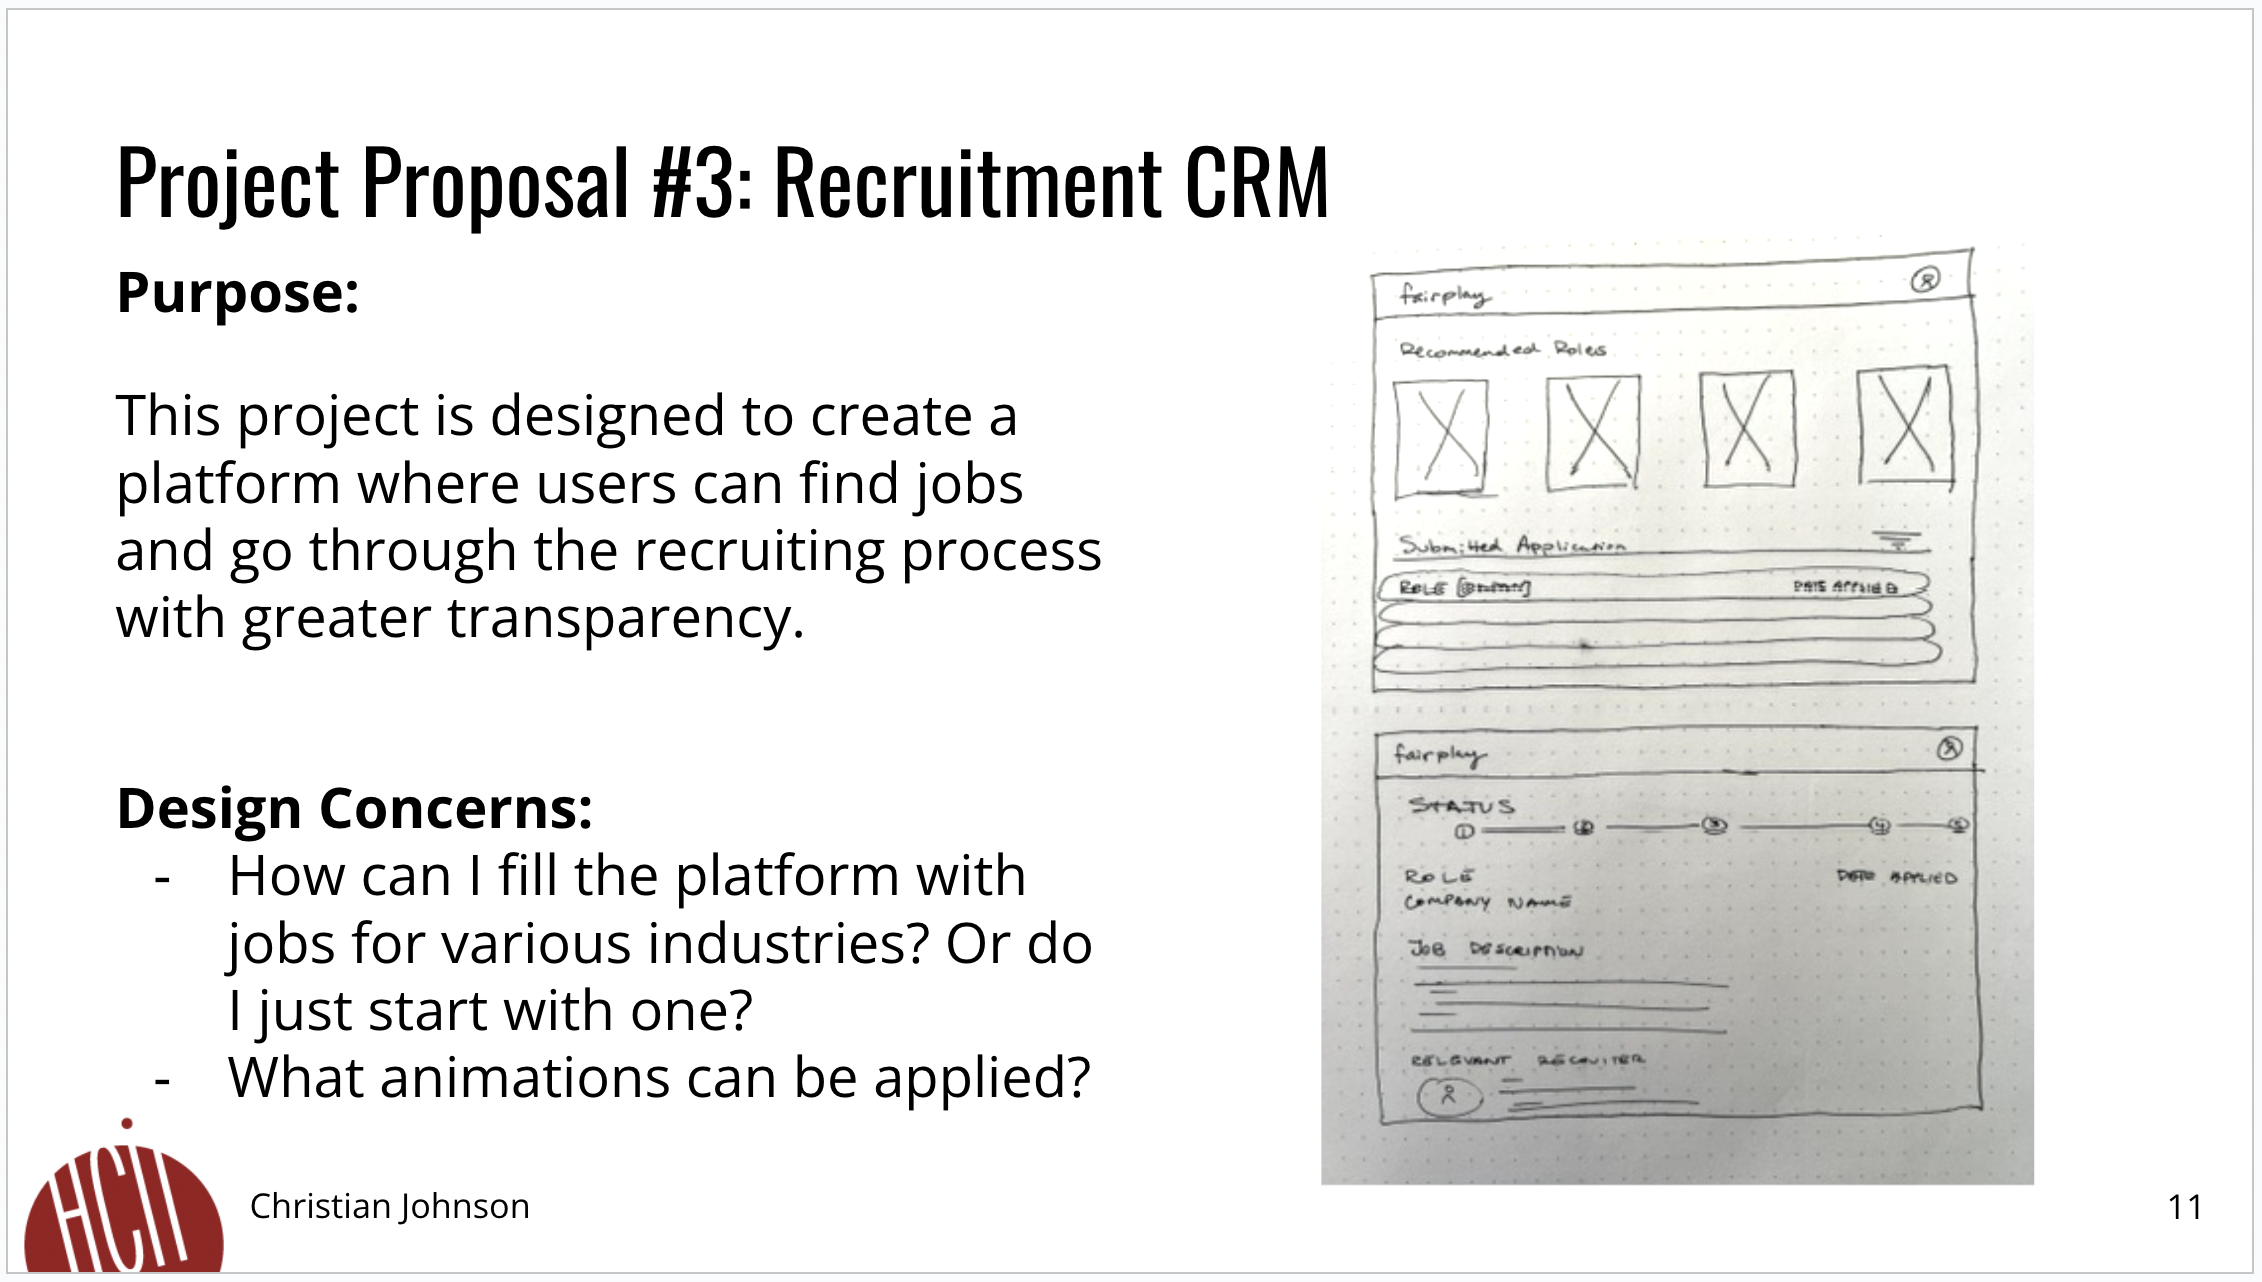 Project Proposal #3: Recruitment CRM
Purpose:
This project is designed to create a
platform where users can find jobs
and go through the recruiting process
with greater transparency.
Design Concerns:
- How can I fill the platform with
jobs for various industries? Or do
I just start with one?
- What animations can be applied?
fairplay
Recommended Roles
Submitted Application
ROLE
DATE APPLIED
fairplay
STATUS
1 2 3 4 5
ROLE
DATE APPLIED
COMPANY NAME
JOB DESCRIPTION
RELEVANT RECRUITER
HCII
Christian Johnson
11